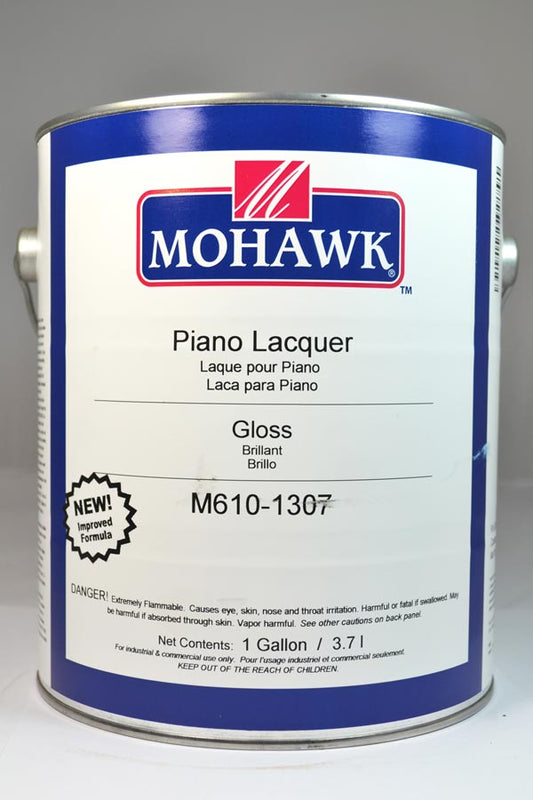 M
MOHAWK®
™
Piano Lacquer
Laque pour Piano
Laca para Piano
Gloss
Brillant
Brillo
NEW!
Improved
Formula
M610-1307
DANGER! Extremely Flammable. Causes eye, skin, nose and throat irritation. Harmful or fatal if swallowed. May
be harmful if absorbed through skin. Vapor harmful. See other cautions on back panel.
Net Contents: 1 Gallon / 3.7 l
For industrial & commercial use only. Pour l'usage industriel et commercial seulement.
KEEP OUT OF THE REACH OF CHILDREN.